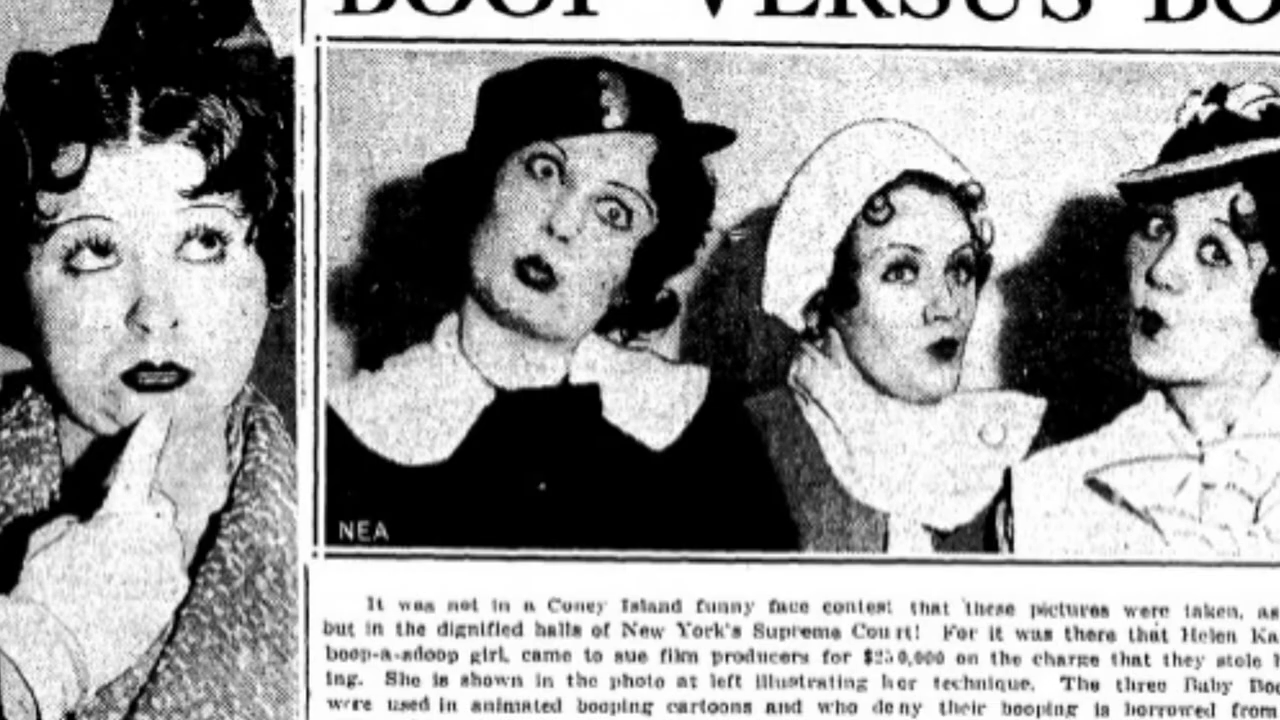 BOOP VERSUS BO
NEA
It was not in a Coney Island funny face contest that these pictures were taken, as
but in the dignified halls of New York's Supreme Court! For it was there that Helen Ka
boop-a-doop girl, came to sue film producers for $250,000 on the charge that they stole h
ing. She is shown in the photo at left illustrating her technique. The three Baby Boo
were used in animated booping cartoons and who deny their booping is borrowed from